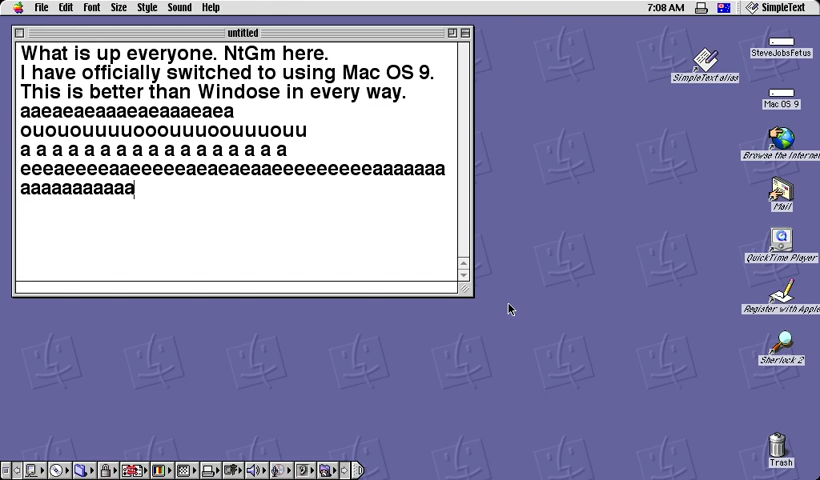 File Edit Font Size Style Sound Help 7:08 AM SimpleText
untitled
What is up everyone. NtGm here.
I have officially switched to using Mac OS 9.
This is better than Windose in every way.
aaeaeaeaaaeaeaaaeaea
ouououuuuooouuuoouuuouu
a a a a a a a a a a a a a a a a a
eeeaeeeeaaeeeeeaeaeaeaaeeeeeeeeeaaaaaaa
aaaaaaaaaaa
SimpleText alias
SteveJobsFetus
Mac OS 9
Browse the Interne
Mail
QuickTime Player
Register with Apple
Sherlock 2
Trash